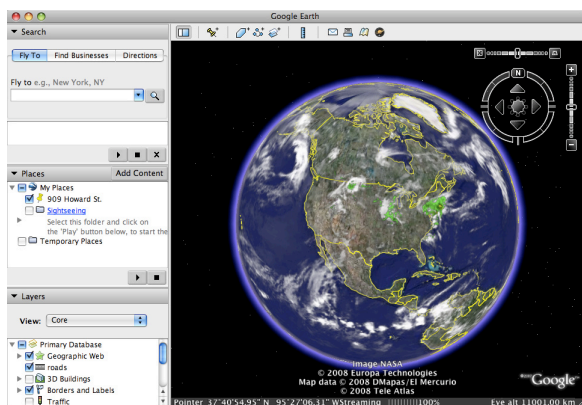 Google Earth
Search
Fly To
Find Businesses
Directions
Fly to e.g., New York, NY
Places
Add Content
My Places
909 Howard St.
Sightseeing
Select this folder and click on
the 'Play' button below, to start the
Temporary Places
Layers
View: Core
Primary Database
Geographic Web
roads
3D Buildings
Borders and Labels
Traffic
N
Image NASA
© 2008 Europa Technologies
Map data © 2008 DMapas/El Mercurio
© 2008 Tele Atlas
Google
Pointer 37°40'54.95" N 95°27'06.31" W Streaming ||||||||| 100% Eye alt 11001.00 km